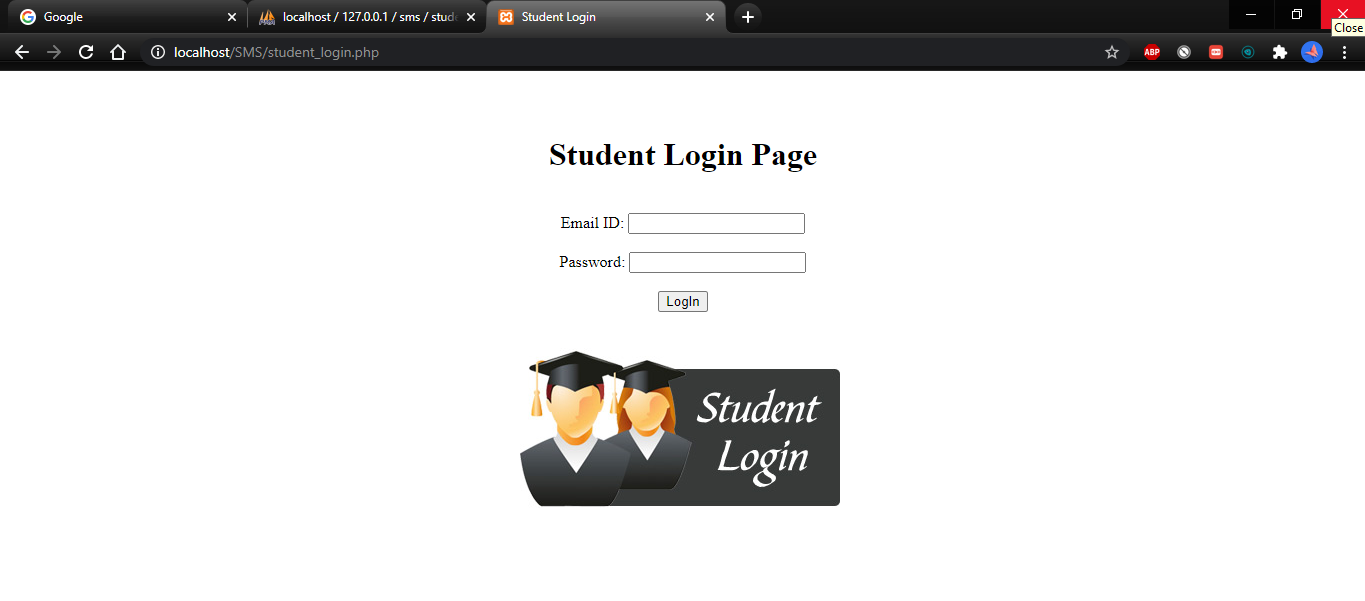 Google
localhost / 127.0.0.1 / sms / stude
Student Login
Close
localhost/SMS/student_login.php
ABP
Student Login Page
Email ID:
Password:
LogIn
Student
Login